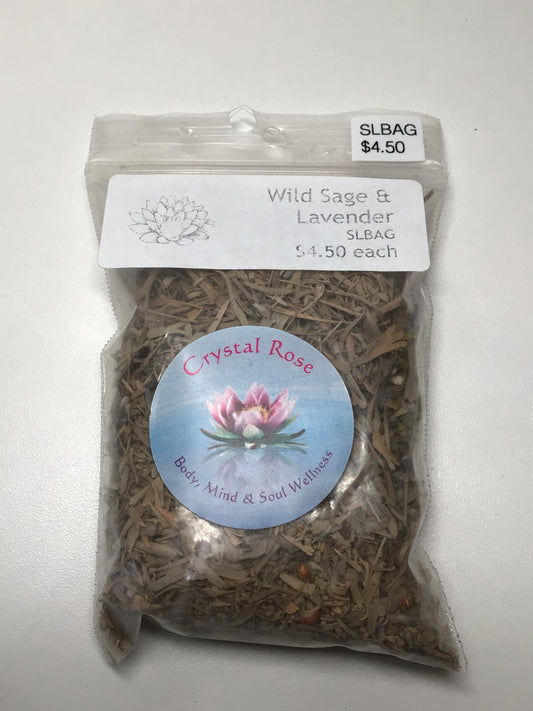 SLBAG
$4.50
Wild Sage &
Lavender
SLBAG
$4.50 each
Crystal Rose
Body, Mind & Soul Wellness